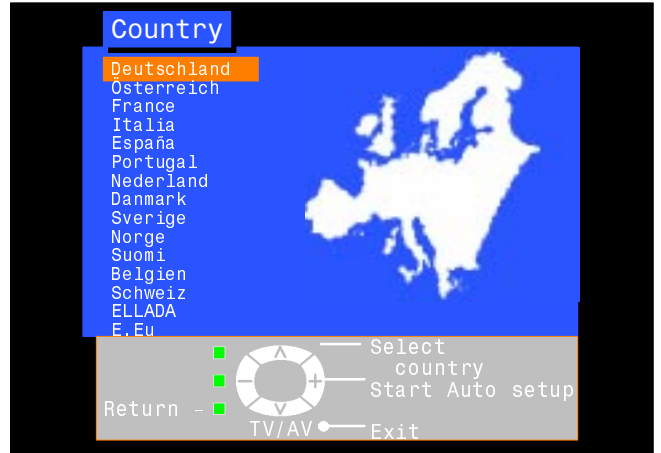 Country
Deutschland
Österreich
France
Italia
España
Portugal
Nederland
Danmark
Sverige
Norge
Suomi
Belgien
Schweiz
ELLADA
E.Eu
Select
country
Start Auto setup
Return –
TV/AV
Exit